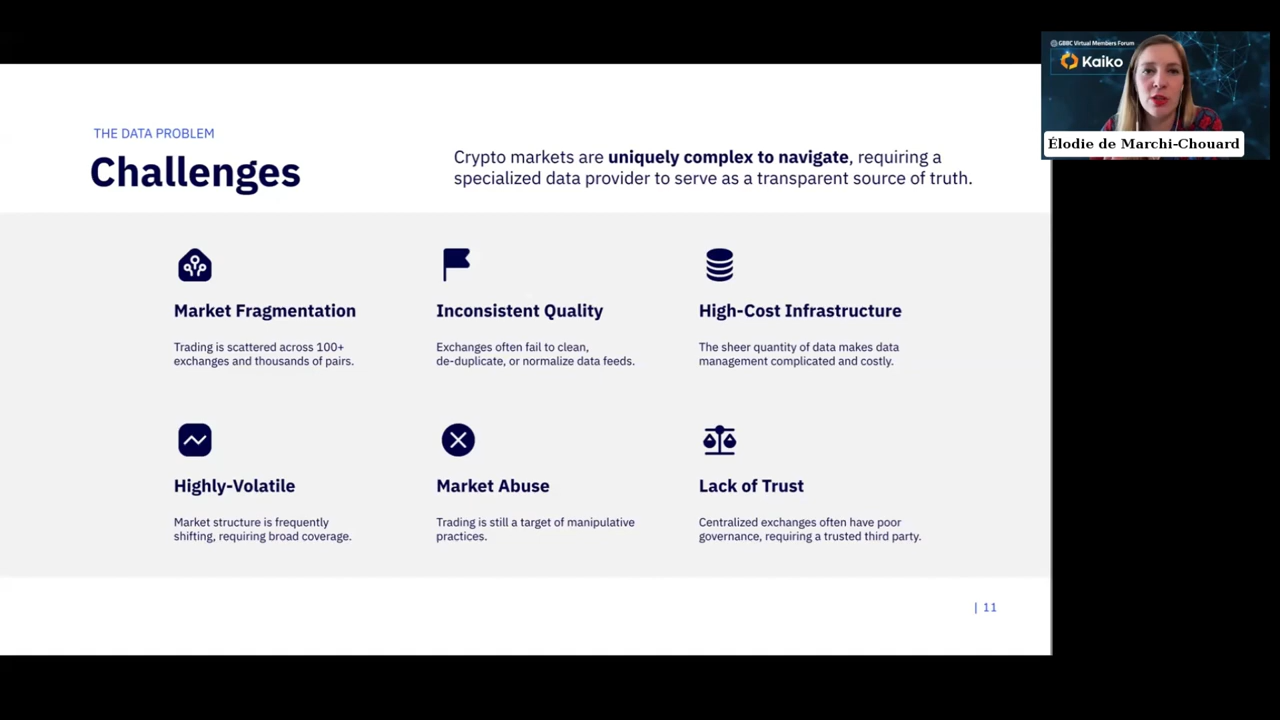 THE DATA PROBLEM
Challenges
Crypto markets are uniquely complex to navigate, requiring a
specialized data provider to serve as a transparent source of truth.
Market Fragmentation
Trading is scattered across 100+
exchanges and thousands of pairs.
Inconsistent Quality
Exchanges often fail to clean,
de-duplicate, or normalize data feeds.
High-Cost Infrastructure
The sheer quantity of data makes data
management complicated and costly.
Highly-Volatile
Market structure is frequently
shifting, requiring broad coverage.
Market Abuse
Trading is still a target of manipulative
practices.
Lack of Trust
Centralized exchanges often have poor
governance, requiring a trusted third party.
| 11
GBBC Virtual Members Forum
Kaiko
Élodie de Marchi-Chouard